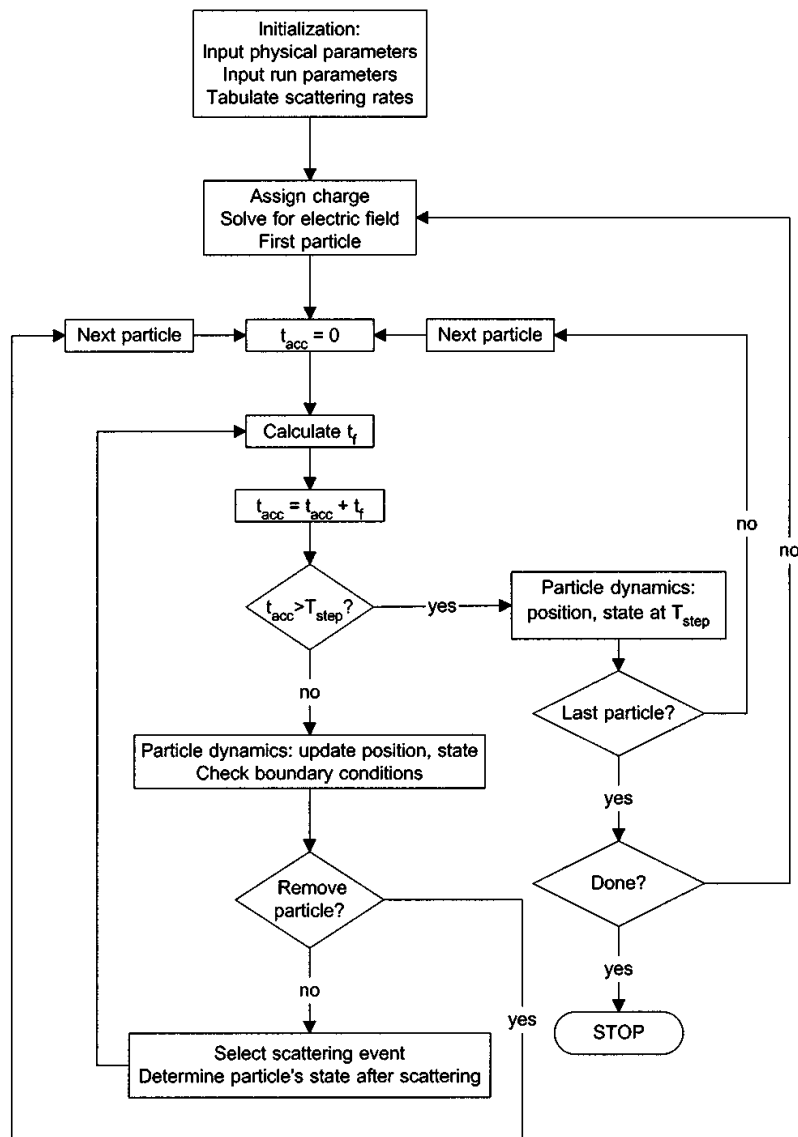 Initialization:
Input physical parameters
Input run parameters
Tabulate scattering rates
Assign charge
Solve for electric field
First particle
Next particle
t_acc = 0
Next particle
Calculate t_f
t_acc = t_acc + t_f
no
no
t_acc>T_step?
yes
Particle dynamics:
position, state at T_step
no
Last particle?
Particle dynamics: update position, state
Check boundary conditions
yes
Remove
particle?
Done?
no
yes
yes
Select scattering event
Determine particle's state after scattering
STOP